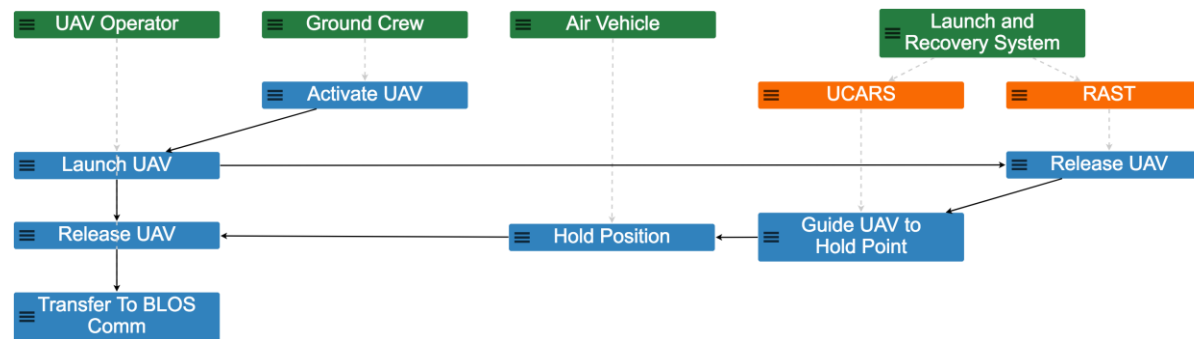 UAV Operator
Ground Crew
Air Vehicle
Launch and
Recovery System
Activate UAV
UCARS
RAST
Launch UAV
Release UAV
Release UAV
Hold Position
Guide UAV to
Hold Point
Transfer To BLOS
Comm